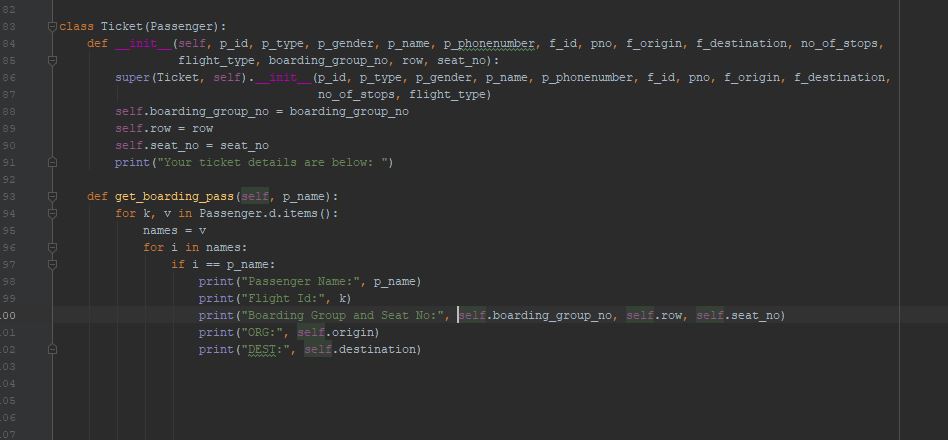 82
83 class Ticket(Passenger):
84 def __init__(self, p_id, p_type, p_gender, p_name, p_phonenumber, f_id, pno, f_origin, f_destination, no_of_stops,
85 flight_type, boarding_group_no, row, seat_no):
86 super(Ticket, self).__init__(p_id, p_type, p_gender, p_name, p_phonenumber, f_id, pno, f_origin, f_destination,
87 no_of_stops, flight_type)
88 self.boarding_group_no = boarding_group_no
89 self.row = row
90 self.seat_no = seat_no
91 print("Your ticket details are below: ")
92
93 def get_boarding_pass(self, p_name):
94 for k, v in Passenger.d.items():
95 names = v
96 for i in names:
97 if i == p_name:
98 print("Passenger Name:", p_name)
99 print("Flight Id:", k)
100 print("Boarding Group and Seat No:", self.boarding_group_no, self.row, self.seat_no)
101 print("ORG:", self.origin)
102 print("DEST:", self.destination)
103
104
105
106
107